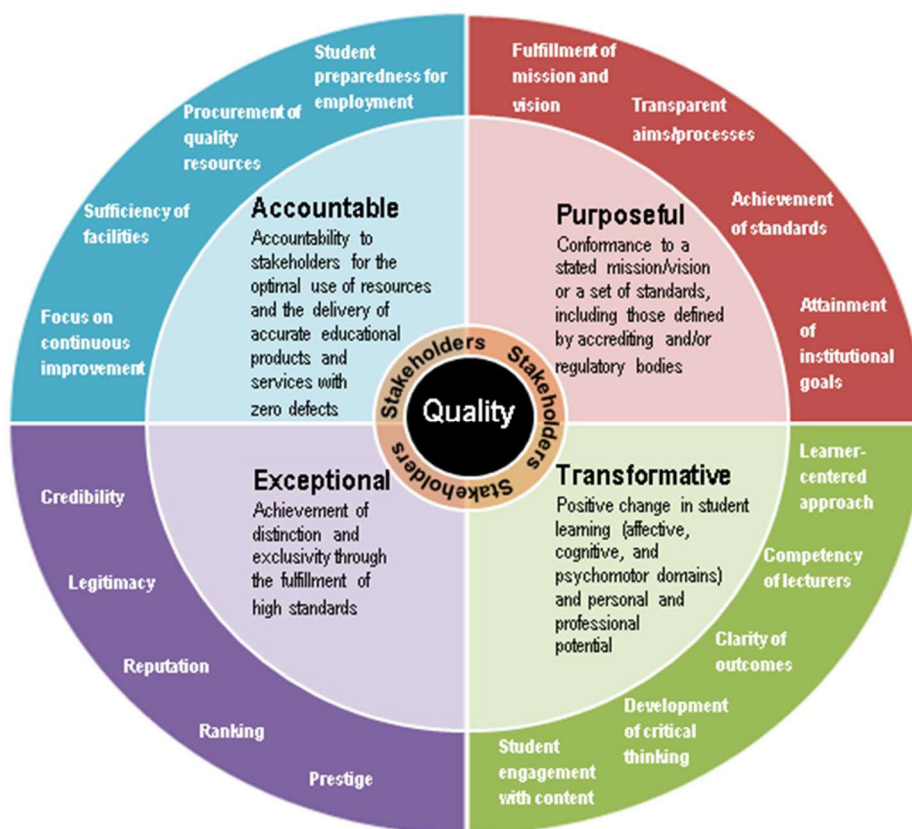 Student
preparedness for
employment
Procurement of
quality
resources
Sufficiency of
facilities
Focus on
continuous
improvement
Accountable
Accountability to
stakeholders for the
optimal use of resources
and the delivery of
accurate educational
products and
services with
zero defects
Fulfillment of
mission and
vision
Transparent
aims/processes
Achievement
of standards
Attainment
of
institutional
goals
Purposeful
Conformance to a
stated mission/vision
or a set of standards,
including those defined
by accrediting and/or
regulatory bodies
Stakeholders
Stakeholders
Stakeholders
Quality
Exceptional
Achievement of
distinction and
exclusivity through
the fulfillment of
high standards
Credibility
Legitimacy
Reputation
Ranking
Prestige
Transformative
Positive change in student
learning (affective,
cognitive, and
psychomotor domains)
and personal and
professional
potential
Learner-
centered
approach
Competency
of lecturers
Clarity of
outcomes
Development
of critical
thinking
Student
engagement
with content